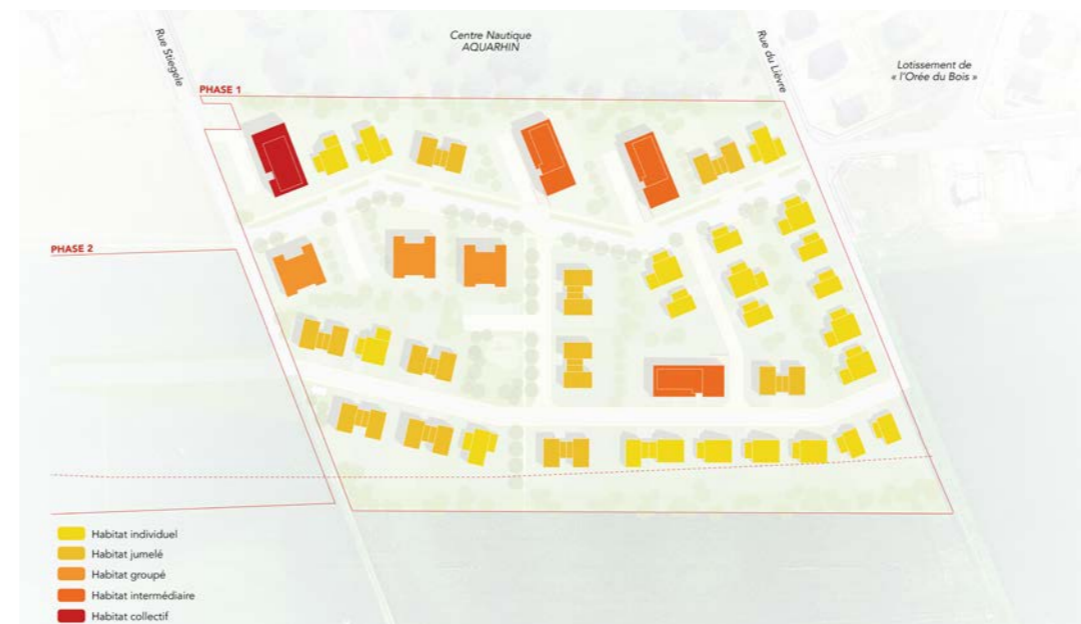 Centre Nautique
AQUARHIN
Rue Stiegele
Rue du Lièvre
Lotissement de
« l'Orée du Bois »
PHASE 1
PHASE 2
Habitat individuel
Habitat jumelé
Habitat groupé
Habitat intermédiaire
Habitat collectif